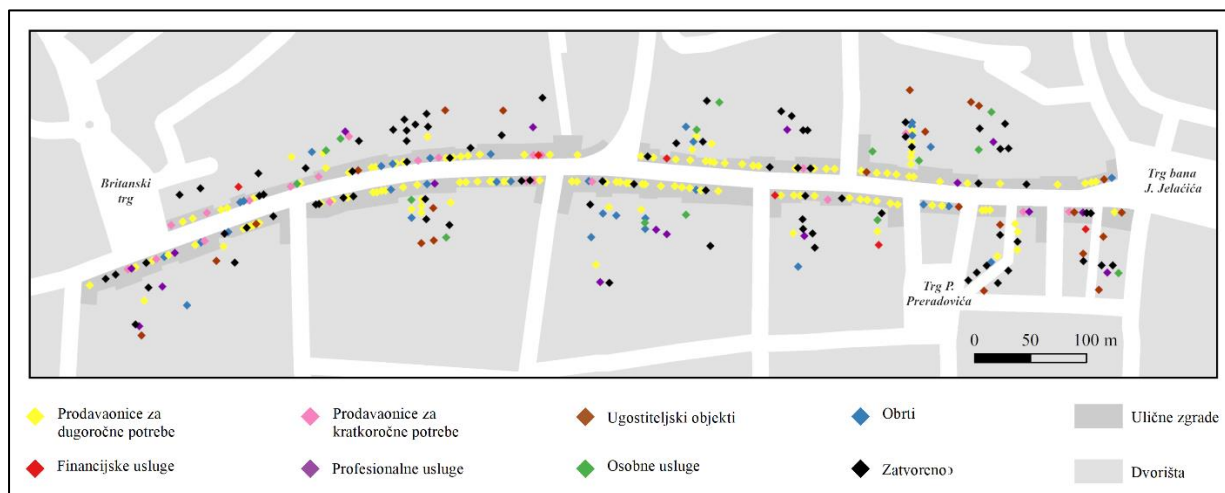 Britanski
trg
Trg bana
J. Jelačića
Trg P.
Preradovića
0 50 100 m
Prodavaonice za
dugoročne potrebe
Prodavaonice za
kratkoročne potrebe
Ugostiteljski objekti
Obrti
Ulične zgrade
Financijske usluge
Profesionalne usluge
Osobne usluge
Zatvoreno
Dvorišta